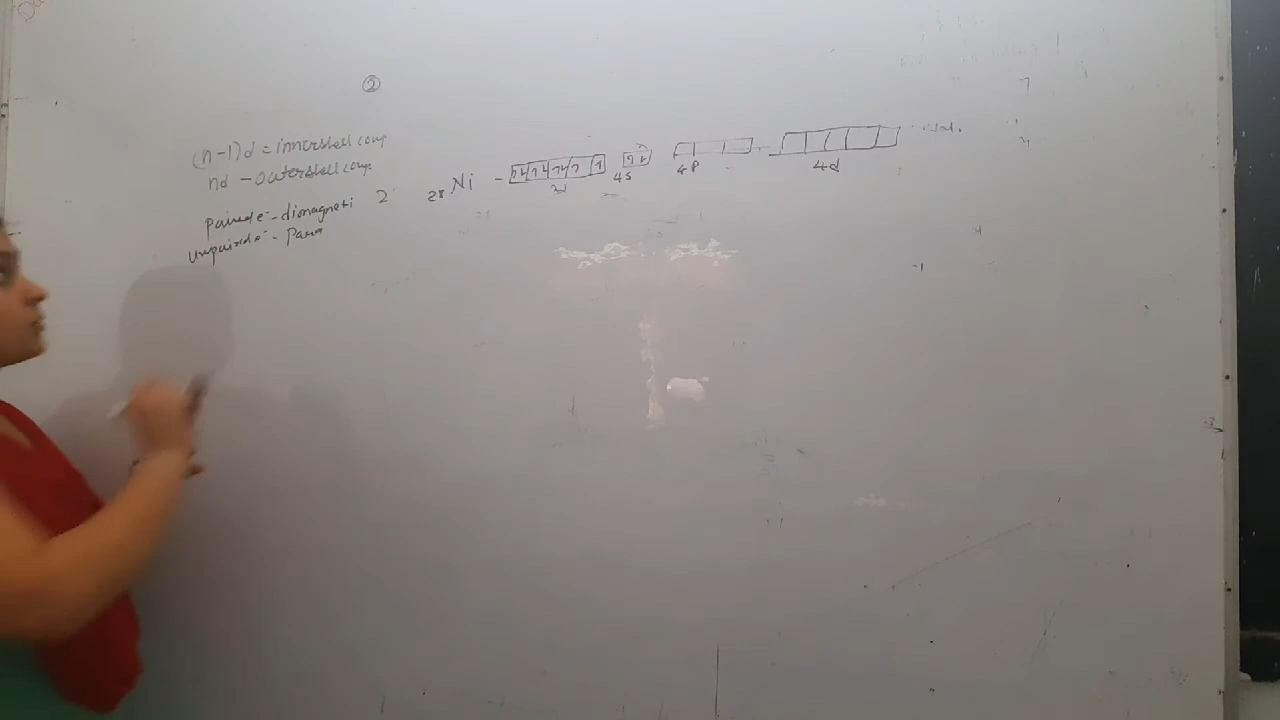 2
(n-1)d = innershell comp
nd - outershell comp.
paired e⁻ - diamagneti 2
unpaired e⁻ - Para
28 Ni -
3d 4s 4p 4d